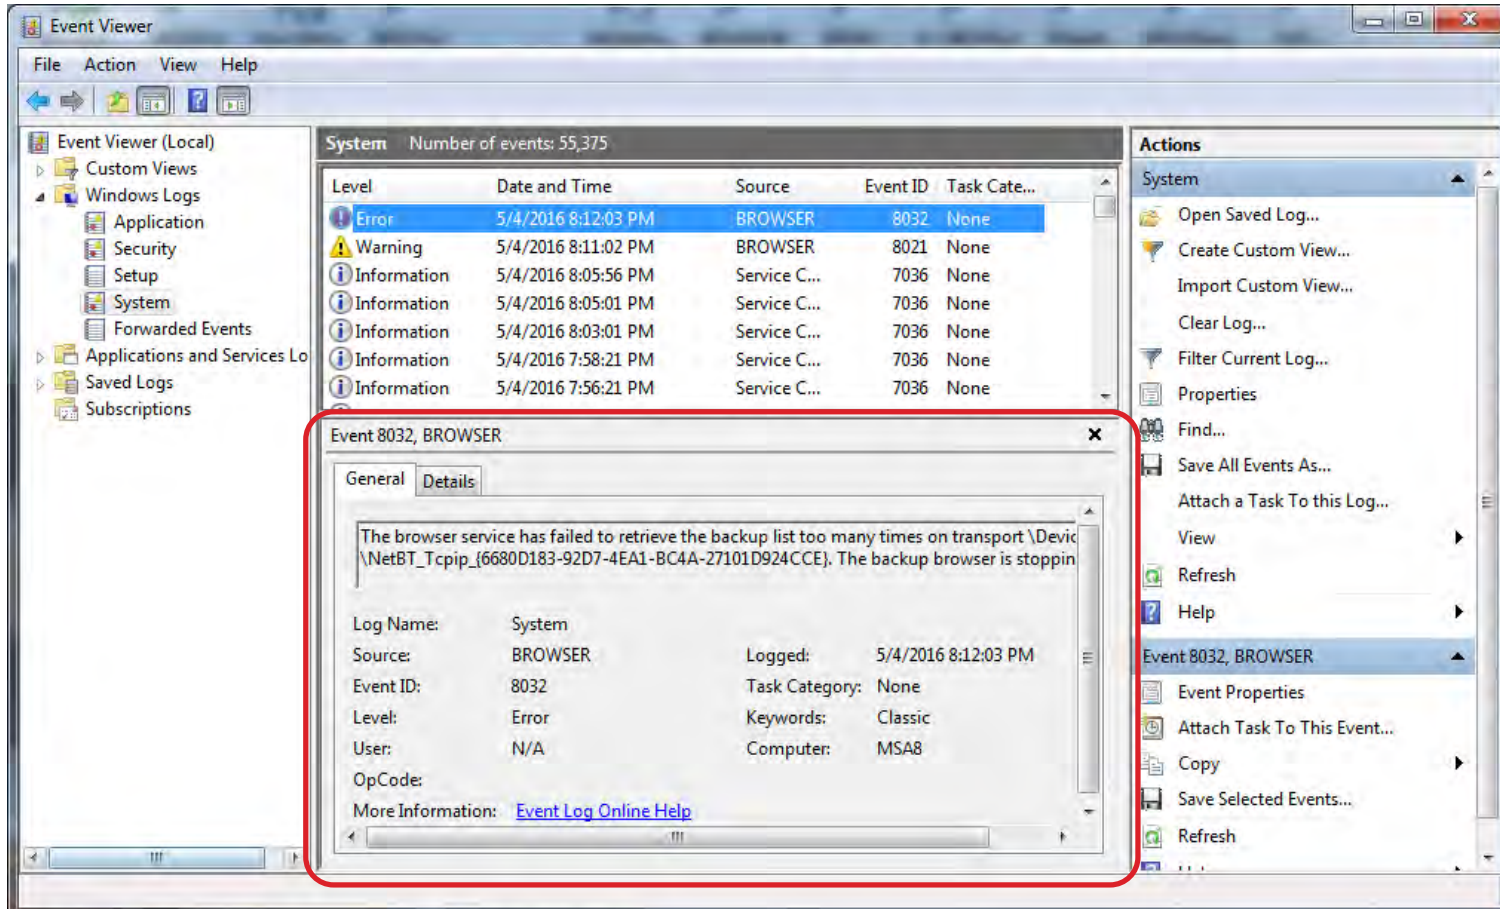 Event Viewer
File Action View Help
Event Viewer (Local)
Custom Views
Windows Logs
Application
Security
Setup
System
Forwarded Events
Applications and Services Lo
Saved Logs
Subscriptions
System Number of events: 55,375
Level Date and Time Source Event ID Task Cate...
Error 5/4/2016 8:12:03 PM BROWSER 8032 None
Warning 5/4/2016 8:11:02 PM BROWSER 8021 None
Information 5/4/2016 8:05:56 PM Service C... 7036 None
Information 5/4/2016 8:05:01 PM Service C... 7036 None
Information 5/4/2016 8:03:01 PM Service C... 7036 None
Information 5/4/2016 7:58:21 PM Service C... 7036 None
Information 5/4/2016 7:56:21 PM Service C... 7036 None
Event 8032, BROWSER
General Details
The browser service has failed to retrieve the backup list too many times on transport \Devic
\NetBT_Tcpip_{6680D183-92D7-4EA1-BC4A-27101D924CCE}. The backup browser is stoppin
Log Name: System
Source: BROWSER Logged: 5/4/2016 8:12:03 PM
Event ID: 8032 Task Category: None
Level: Error Keywords: Classic
User: N/A Computer: MSA8
OpCode:
More Information: Event Log Online Help
Actions
System
Open Saved Log...
Create Custom View...
Import Custom View...
Clear Log...
Filter Current Log...
Properties
Find...
Save All Events As...
Attach a Task To this Log...
View
Refresh
Help
Event 8032, BROWSER
Event Properties
Attach Task To This Event...
Copy
Save Selected Events...
Refresh